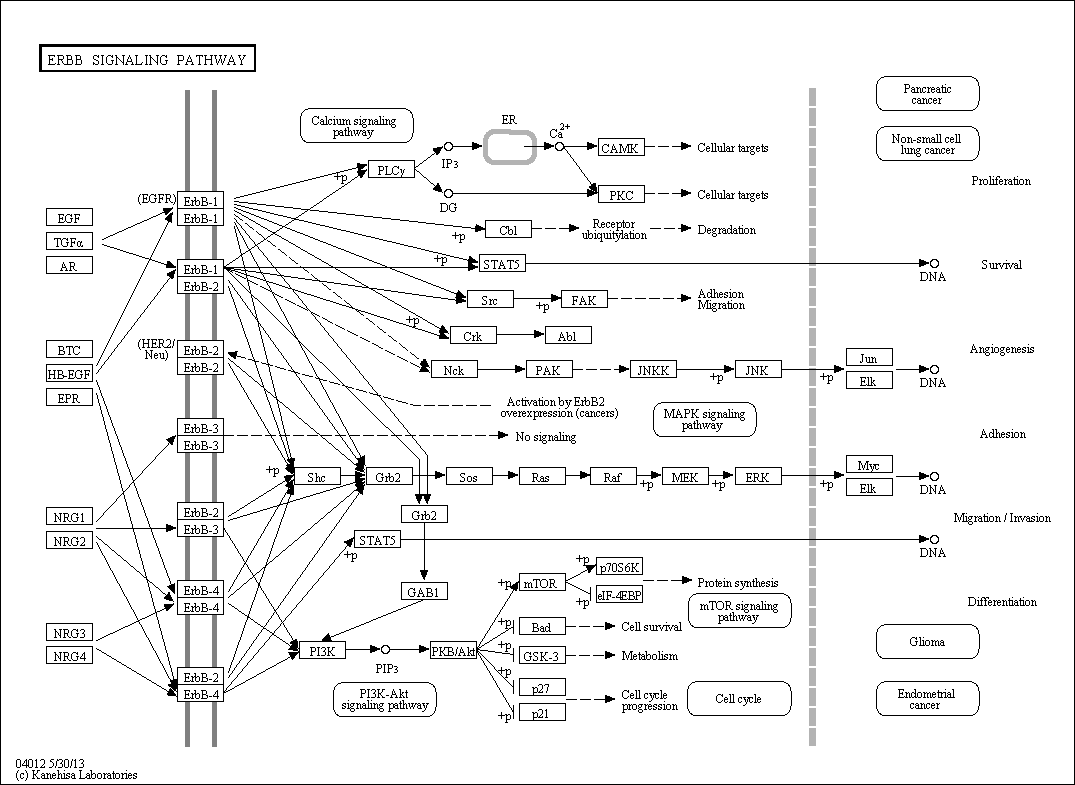 ERBB SIGNALING PATHWAY
Pancreatic
cancer
Non-small cell
lung cancer
Calcium signaling
pathway
ER
Ca2+
IP3
CAMK
Cellular targets
+p
PLCγ
DG
PKC
Cellular targets
Proliferation
(EGFR)
ErbB-1
ErbB-1
EGF
TGFα
AR
+p
Cbl
Receptor
ubiquitylation
Degradation
ErbB-1
ErbB-2
+p
STAT5
DNA
Survival
Src
+p
FAK
Adhesion
Migration
+p
Crk
Abl
(HER2/
Neu)
ErbB-2
ErbB-2
BTC
HB-EGF
EPR
Nck
PAK
JNKK
+p
JNK
+p
Jun
Elk
DNA
Angiogenesis
Activation by ErbB2
overexpression (cancers)
MAPK signaling
pathway
ErbB-3
ErbB-3
No signaling
Adhesion
+p
Shc
Grb2
Sos
Ras
Raf
+p
MEK
+p
ERK
+p
Myc
Elk
DNA
NRG1
NRG2
ErbB-2
ErbB-3
Grb2
Migration / Invasion
+p
STAT5
DNA
ErbB-4
ErbB-4
GAB1
+p
mTOR
+p
p70S6K
+p
eIF-4EBP
Protein synthesis
mTOR signaling
pathway
Differentiation
NRG3
NRG4
+p
Bad
Cell survival
Glioma
PI3K
PIP3
PKB/Akt
+p
GSK-3
Metabolism
ErbB-2
ErbB-4
PI3K-Akt
signaling pathway
+p
p27
+p
p21
Cell cycle
progression
Cell cycle
Endometrial
cancer
04012 5/30/13
(c) Kanehisa Laboratories